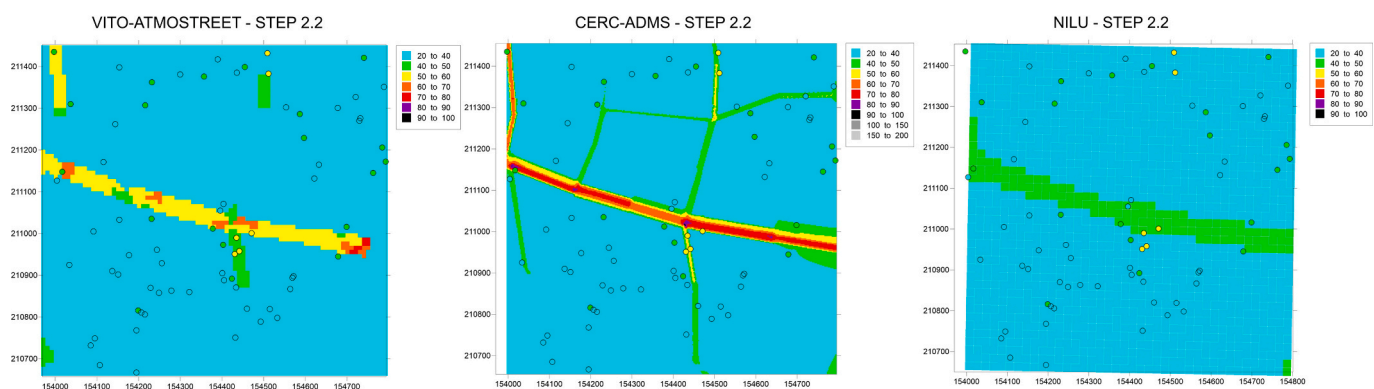 VITO-ATMOSTREET - STEP 2.2
211400
211300
211200
211100
211000
210900
210800
210700
154000 154100 154200 154300 154400 154500 154600 154700
20 to 40
40 to 50
50 to 60
60 to 70
70 to 80
80 to 90
90 to 100
CERC-ADMS - STEP 2.2
211400
211300
211200
211100
211000
210900
210800
210700
154000 154100 154200 154300 154400 154500 154600 154700
20 to 40
40 to 50
50 to 60
60 to 70
70 to 80
80 to 90
90 to 100
100 to 150
150 to 200
NILU - STEP 2.2
211400
211300
211200
211100
211000
210900
210800
210700
154000 154100 154200 154300 154400 154500 154600 154700 154800
20 to 40
40 to 50
50 to 60
60 to 70
70 to 80
80 to 90
90 to 100